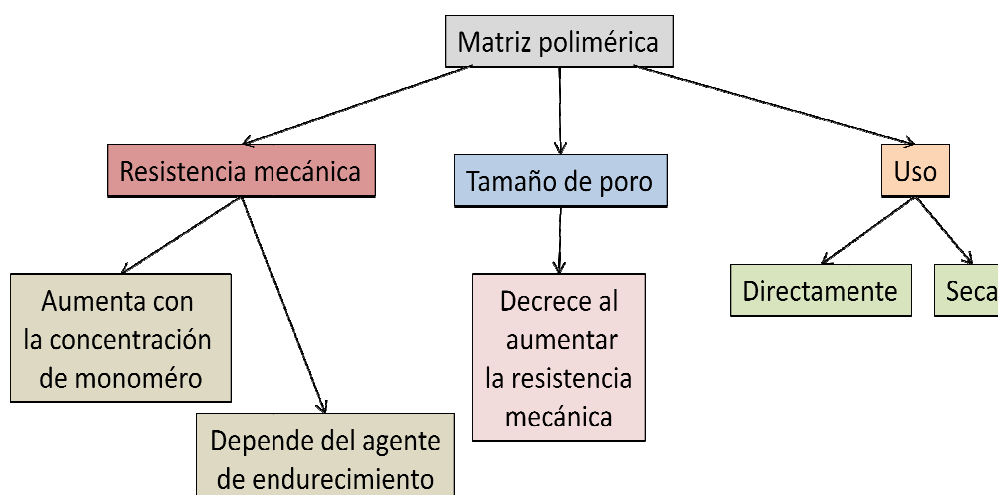 Matriz polimérica
Resistencia mecánica
Tamaño de poro
Uso
Aumenta con
la concentración
de monoméro
Depende del agente
de endurecimiento
Decrece al
aumentar
la resistencia
mecánica
Directamente
Seca